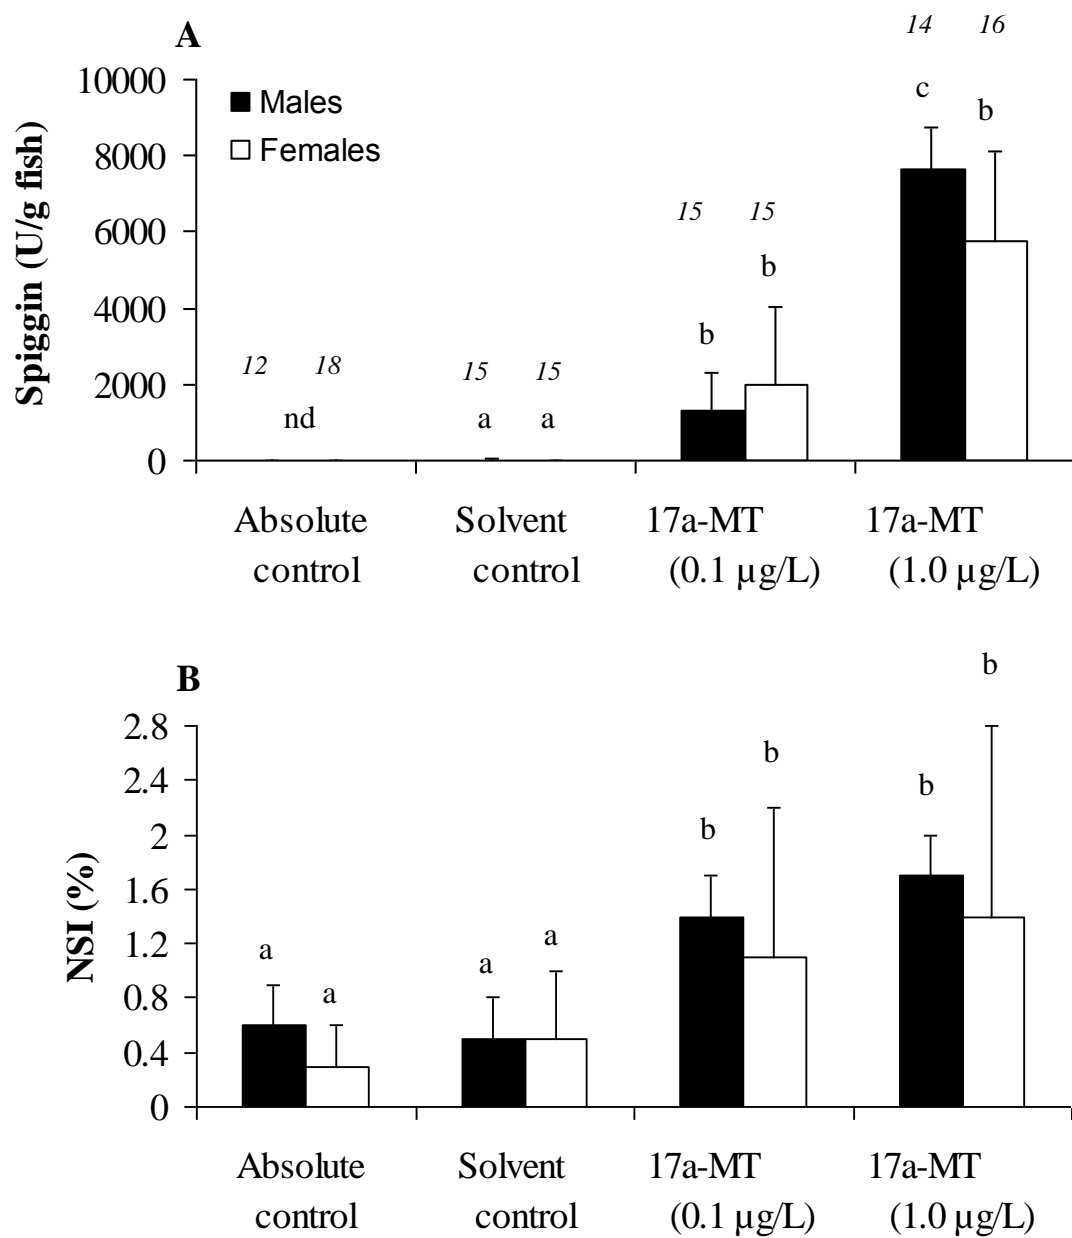 A
14 16
10000
Males
c
b
Females
8000
Spiggin (U/g fish)
15 15
6000
b
4000
b
12 18 15 15
2000
nd a a
0
Absolute control
Solvent control
17a-MT (0.1 µg/L)
17a-MT (1.0 µg/L)
B
b
2.8
b
2.4
b
b
2
NSI (%)
1.6
1.2
a
a
a
a
0.8
0.4
0
Absolute control
Solvent control
17a-MT (0.1 µg/L)
17a-MT (1.0 µg/L)